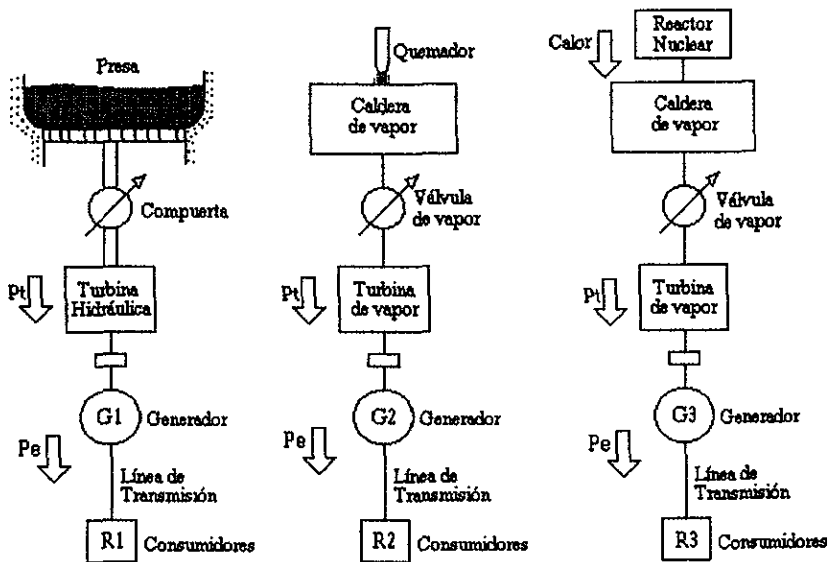 Presa
Compuerta
Pt
Turbina
Hidráulica
G1
Generador
Pe
Línea de
Transmisión
R1
Consumidores
Quemador
Caldera
de vapor
Válvula
de vapor
Pt
Turbina
de vapor
G2
Generador
Pe
Línea de
Transmisión
R2
Consumidores
Reactor
Nuclear
Calor
Caldera
de vapor
Válvula
de vapor
Pt
Turbina
de vapor
G3
Generador
Pe
Línea de
Transmisión
R3
Consumidores